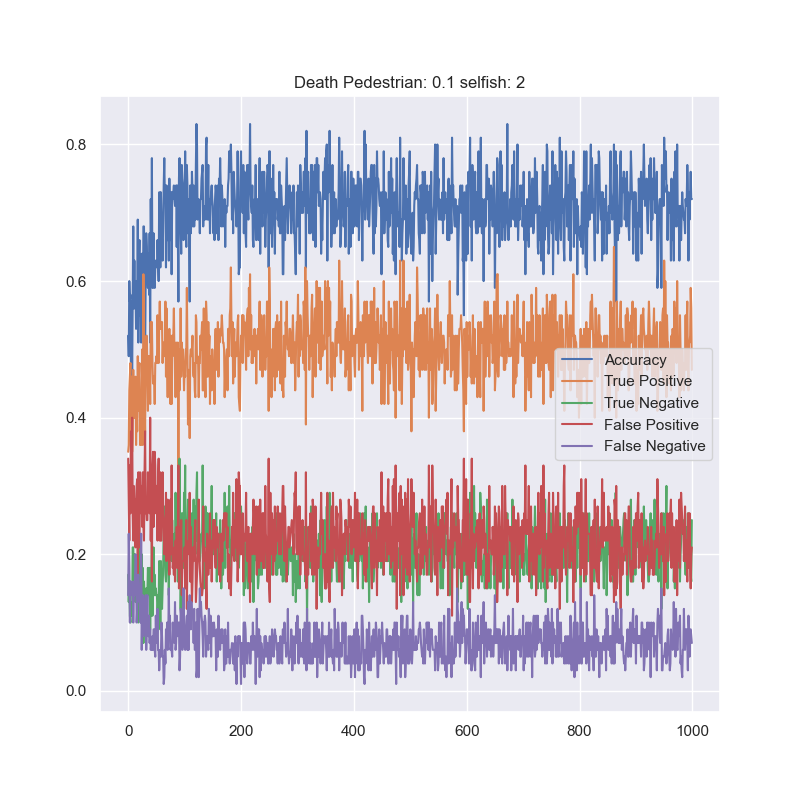 Death Pedestrian: 0.1 selfish: 2
0.8
0.6
0.4
0.2
0.0
Accuracy
True Positive
True Negative
False Positive
False Negative
0 200 400 600 800 1000